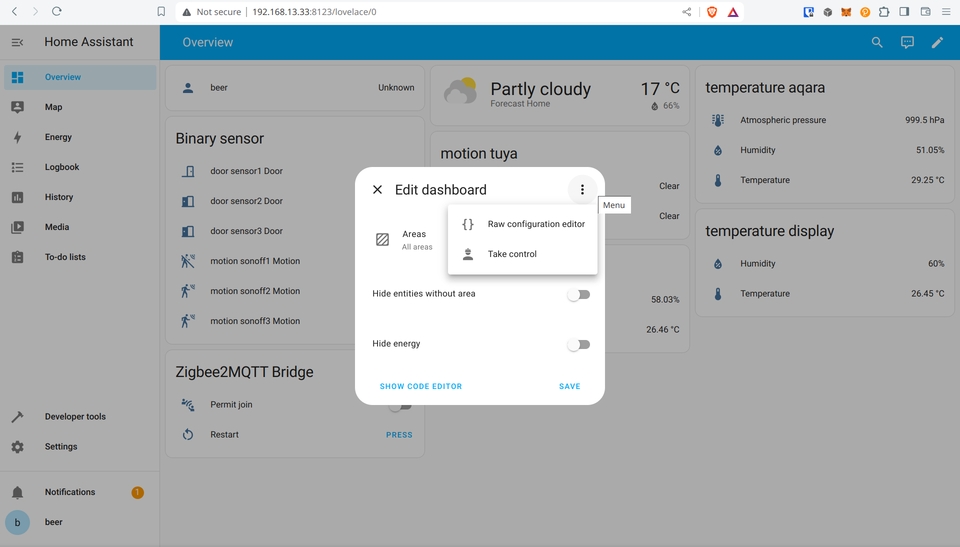 Not secure
192.168.13.33:8123/lovelace/0
Home Assistant
Overview
Overview
Map
Energy
Logbook
History
Media
To-do lists
Developer tools
Settings
Notifications
1
b
beer
beer
Unknown
Binary sensor
door sensor1 Door
door sensor2 Door
door sensor3 Door
motion sonoff1 Motion
motion sonoff2 Motion
motion sonoff3 Motion
Zigbee2MQTT Bridge
Permit join
Restart
PRESS
Partly cloudy
Forecast Home
17 °C
66%
motion tuya
Clear
Clear
58.03%
26.46 °C
Edit dashboard
Menu
Raw configuration editor
Take control
Areas
All areas
Hide entities without area
Hide energy
SHOW CODE EDITOR
SAVE
temperature aqara
Atmospheric pressure
999.5 hPa
Humidity
51.05%
Temperature
29.25 °C
temperature display
Humidity
60%
Temperature
26.45 °C